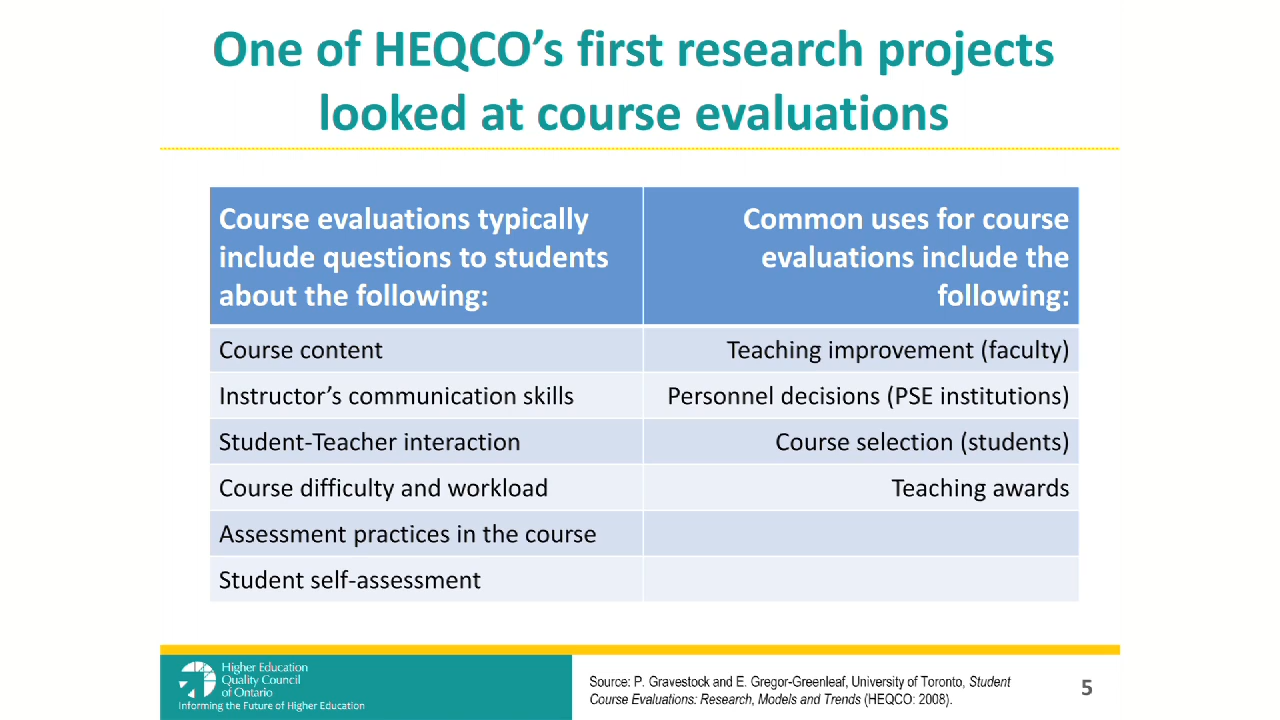 One of HEQCO’s first research projects
looked at course evaluations
Course evaluations typically
include questions to students
about the following:
Common uses for course
evaluations include the
following:
Course content
Teaching improvement (faculty)
Instructor’s communication skills
Personnel decisions (PSE institutions)
Student-Teacher interaction
Course selection (students)
Course difficulty and workload
Teaching awards
Assessment practices in the course
Student self-assessment
Higher Education
Quality Council
of Ontario
Informing the Future of Higher Education
Source: P. Gravestock and E. Gregor-Greenleaf, University of Toronto, Student
Course Evaluations: Research, Models and Trends (HEQCO: 2008).
5